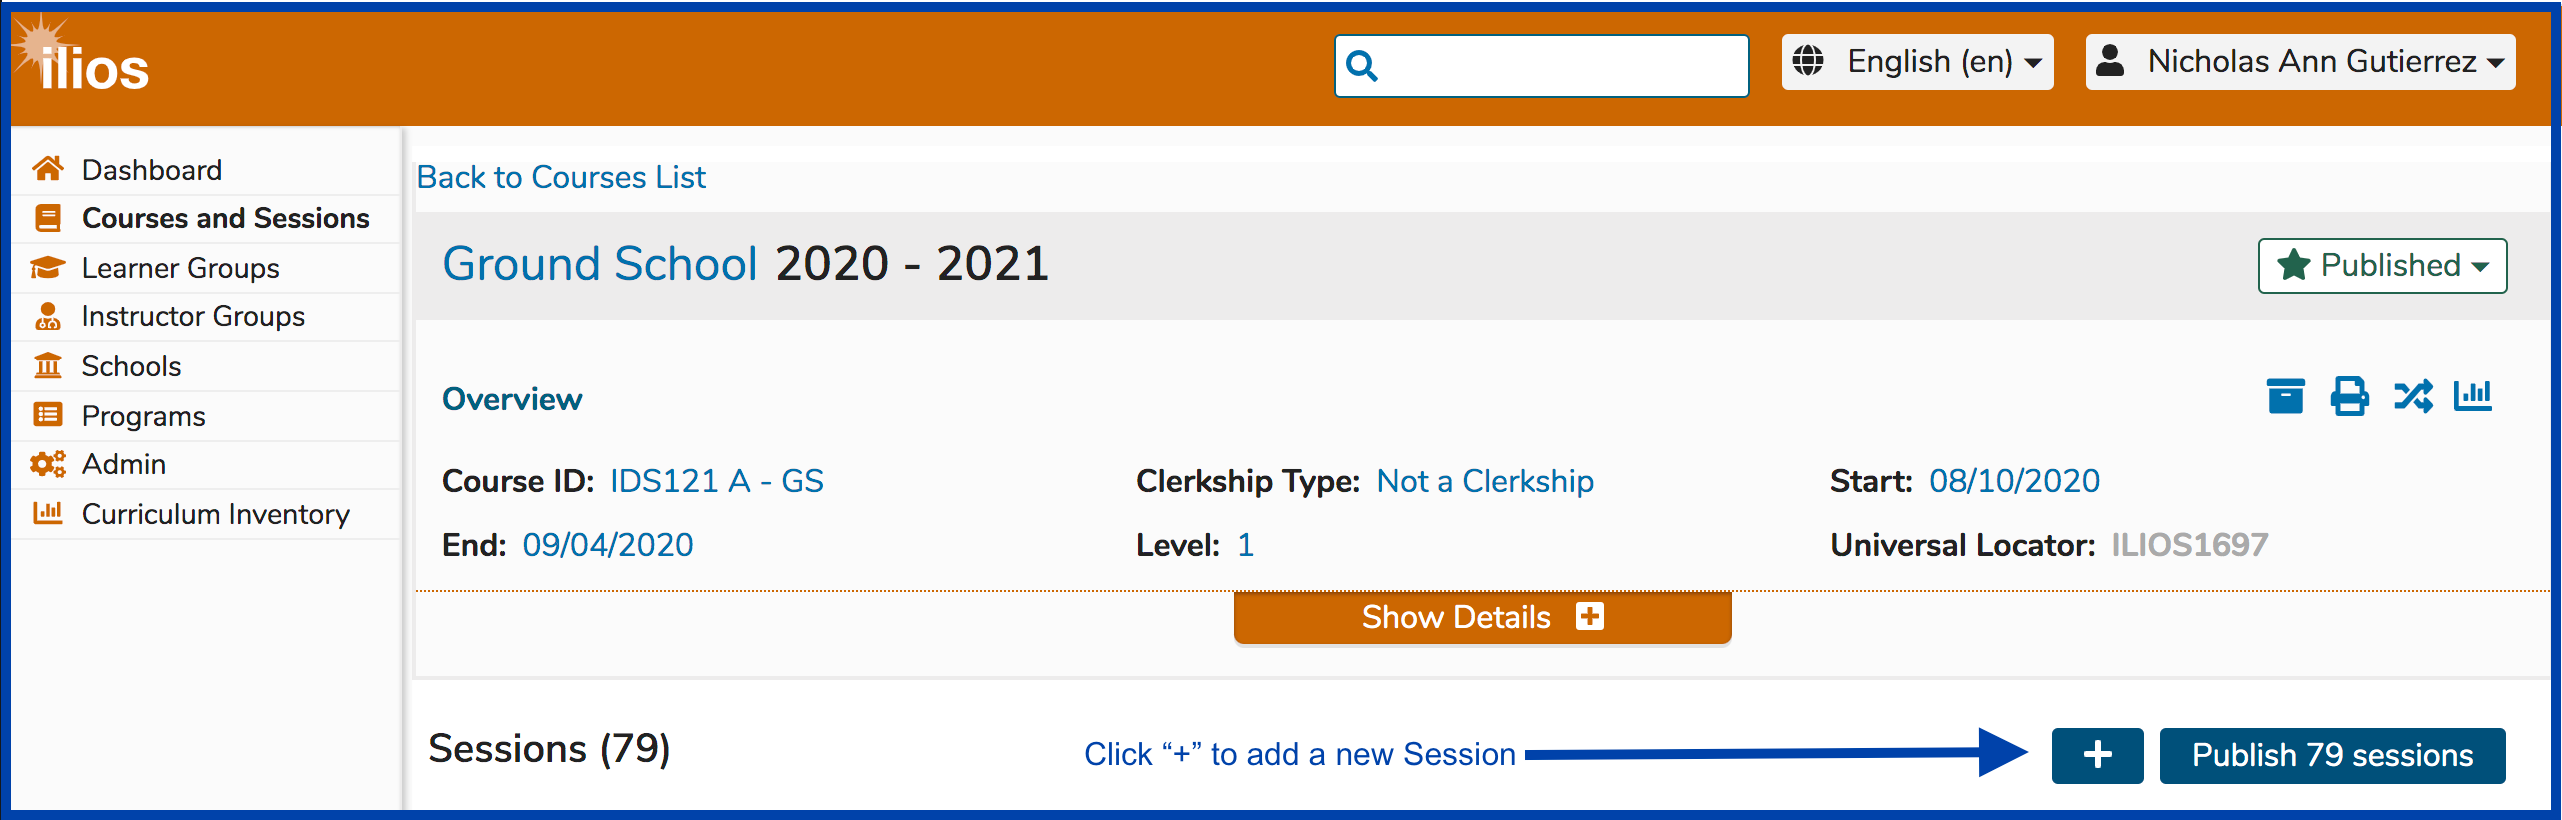 ilios
English (en)
Nicholas Ann Gutierrez
Dashboard
Courses and Sessions
Learner Groups
Instructor Groups
Schools
Programs
Admin
Curriculum Inventory
Back to Courses List
Ground School 2020 - 2021
Published
Overview
Course ID: IDS121 A - GS
Clerkship Type: Not a Clerkship
Start: 08/10/2020
End: 09/04/2020
Level: 1
Universal Locator: ILIOS1697
Show Details
Sessions (79)
Click “+” to add a new Session
Publish 79 sessions